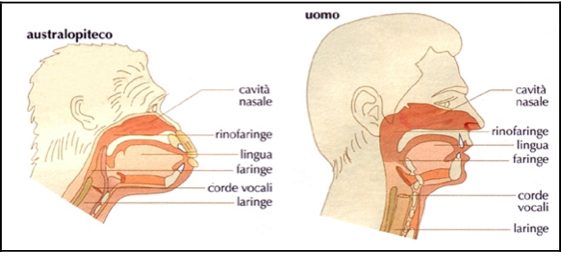 australopiteco
cavità
nasale
rinofaringe
lingua
faringe
corde vocali
laringe
uomo
cavità
nasale
rinofaringe
lingua
faringe
corde
vocali
laringe